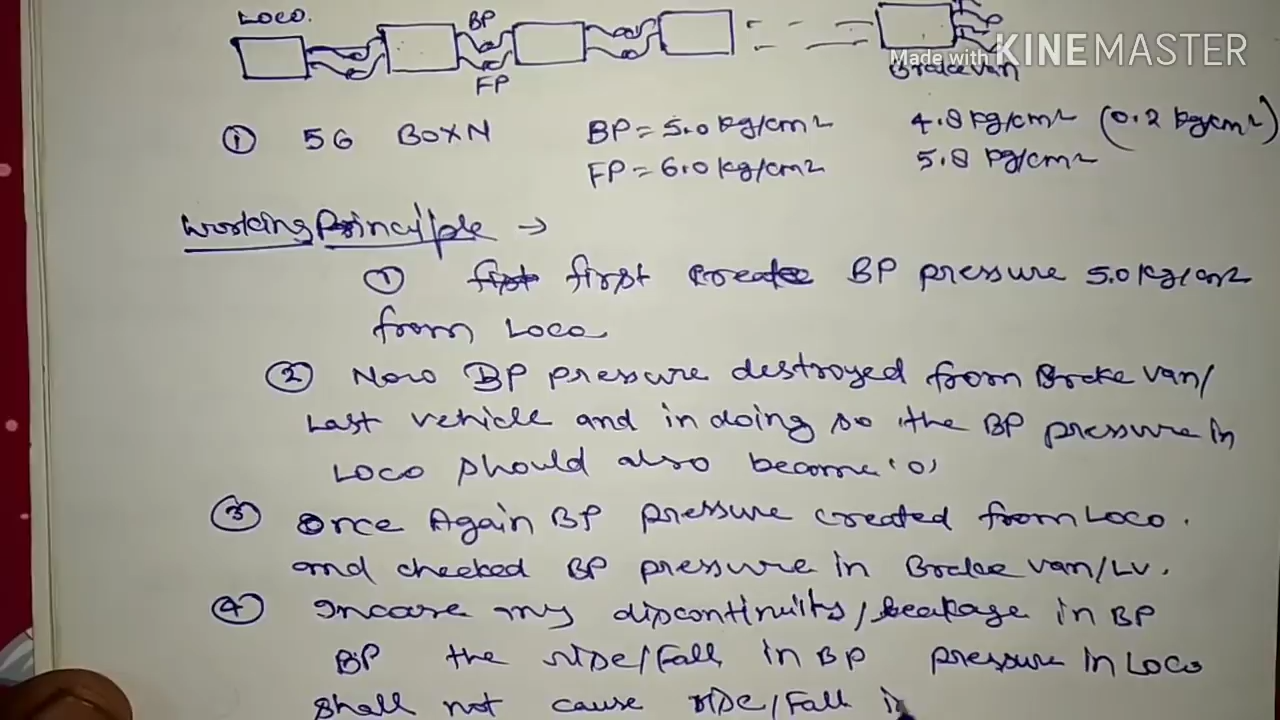 LOCO.
BP
FP
Made with KINEMASTER
Brake van
① 56 BOXN BP = 5.0 kg/cm2 4.8 kg/cm2 (0.2 kg/cm2)
FP = 6.0 kg/cm2 5.8 kg/cm2
Working Principle →
① first create BP pressure 5.0 kg/cm2
from Loco
② Now BP pressure destroyed from Brake van/
Last vehicle and in doing so the BP pressure in
Loco should also become '0'
③ Once Again BP pressure created from Loco.
and checked BP pressure in Brake van/LV.
④ Incase any discontinuity/leakage in BP
BP the rise/Fall in BP pressure in Loco
shall not cause rise/Fall i